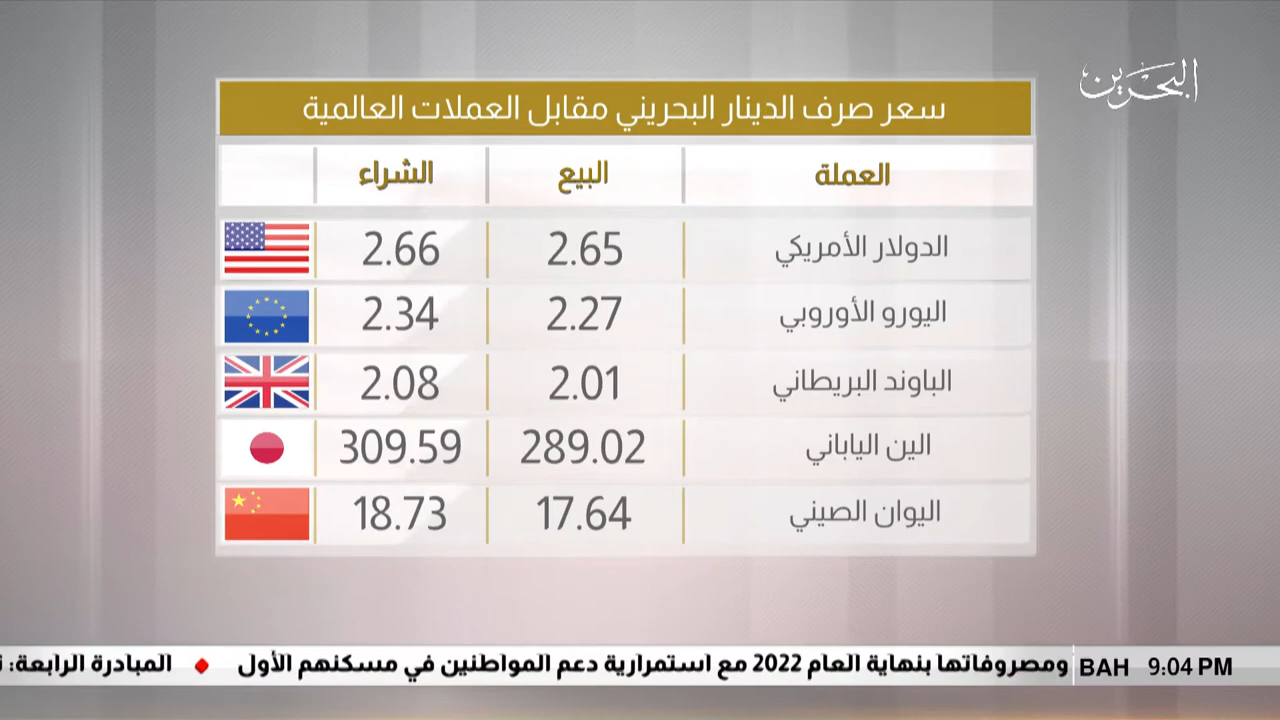 البحرين
سعر صرف الدينار البحريني مقابل العملات العالمية
العملة البيع الشراء
الدولار الأمريكي 2.65 2.66
اليورو الأوروبي 2.27 2.34
الباوند البريطاني 2.01 2.08
الين الياباني 289.02 309.59
اليوان الصيني 17.64 18.73
BAH 9:04 PM
ومصروفاتها بنهاية العام 2022 مع استمرارية دعم المواطنين في مسكنهم الأول ♦ المبادرة الرابعة: